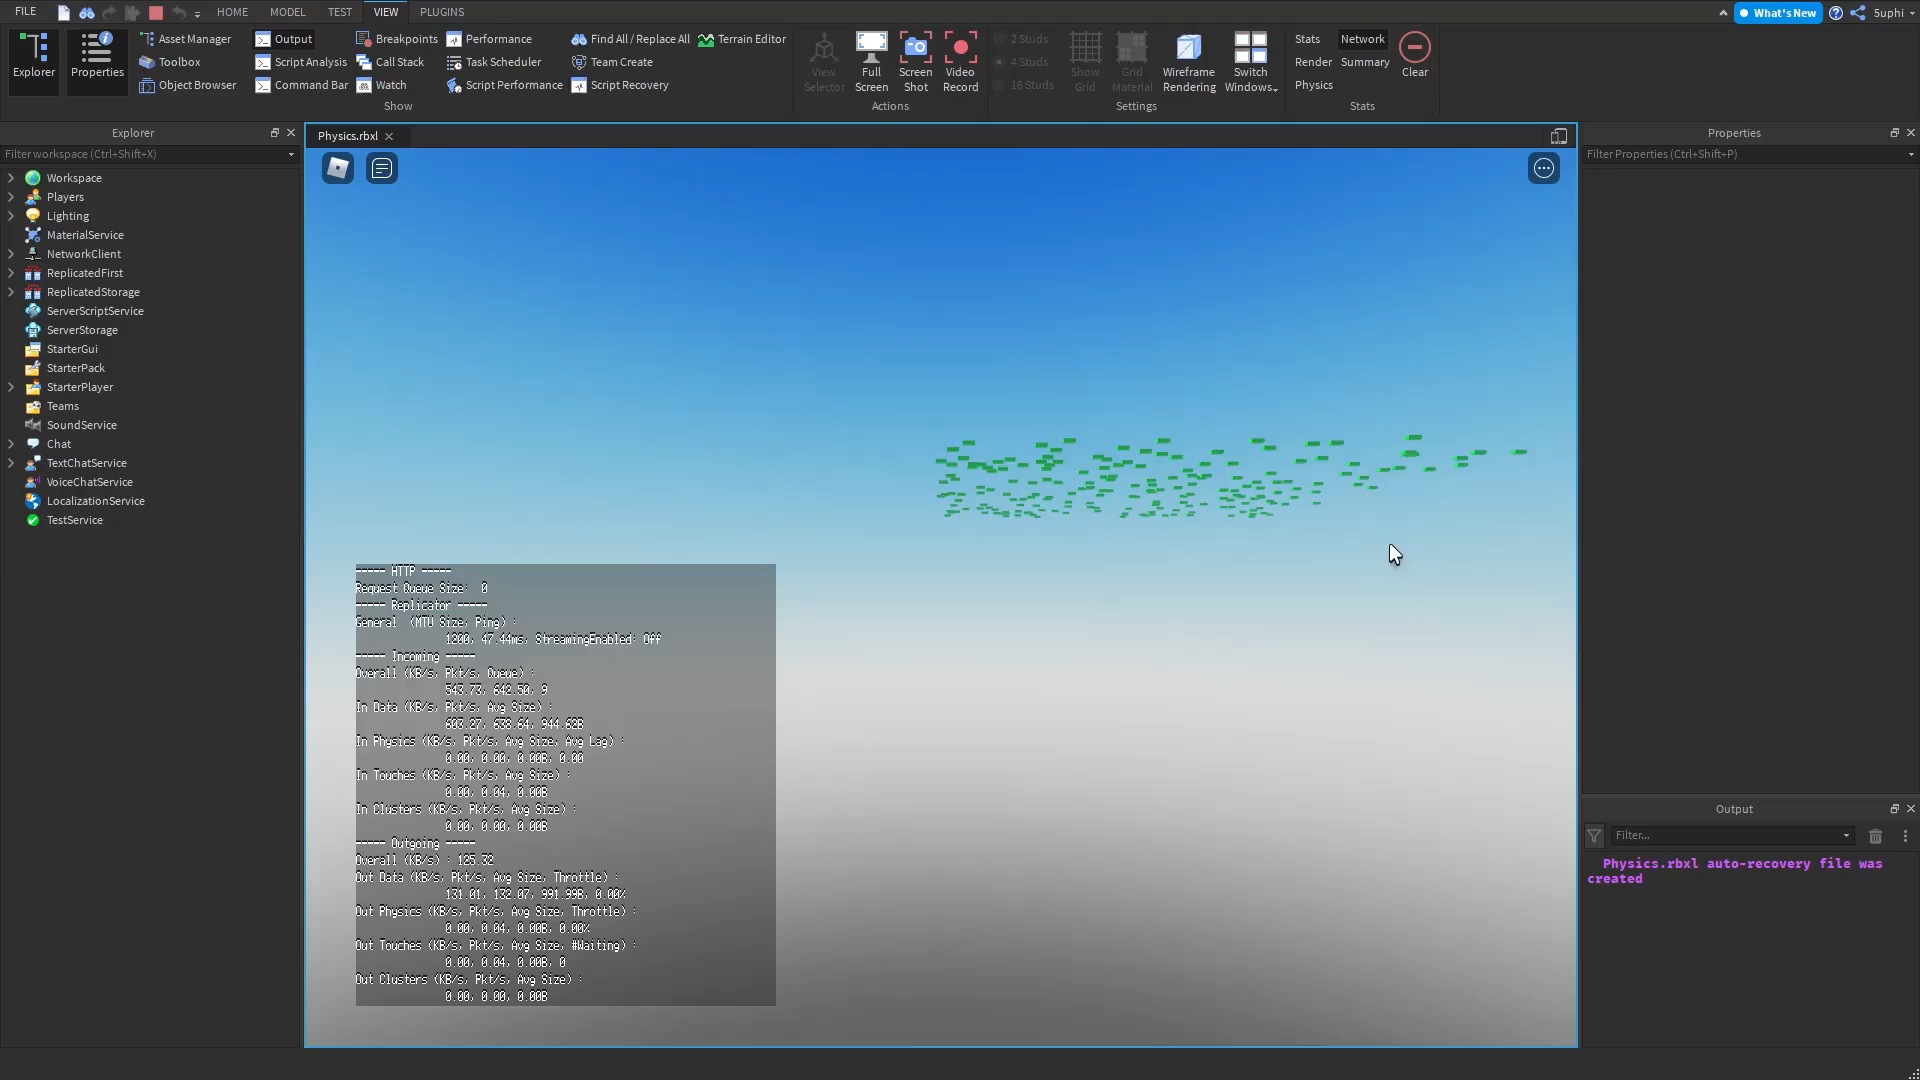 FILE
HOME
MODEL
TEST
VIEW
PLUGINS
What's New
5uphi
Explorer
Properties
Asset Manager
Toolbox
Object Browser
Output
Script Analysis
Command Bar
Breakpoints
Call Stack
Watch
Performance
Task Scheduler
Script Performance
Find All / Replace All
Team Create
Script Recovery
Terrain Editor
Show
View Selector
Full Screen
Screen Shot
Video Record
Actions
2 Studs
4 Studs
16 Studs
Show Grid
Grid Material
Wireframe Rendering
Switch Windows
Settings
Stats
Render
Physics
Network
Summary
Clear
Stats
Explorer
Filter workspace (Ctrl+Shift+X)
Workspace
Players
Lighting
MaterialService
NetworkClient
ReplicatedFirst
ReplicatedStorage
ServerScriptService
ServerStorage
StarterGui
StarterPack
StarterPlayer
Teams
SoundService
Chat
TextChatService
VoiceChatService
LocalizationService
TestService
Physics.rbxl
----- HTTP -----
Request Queue Size: 0
----- Replicator -----
General (MTU Size, Ping) :
1200, 47.44ms, StreamingEnabled: Off
----- Incoming -----
Overall (KB/s, Pkt/s, Queue) :
543.73, 642.50, 9
In Data (KB/s, Pkt/s, Avg Size) :
603.27, 638.64, 944.62B
In Physics (KB/s, Pkt/s, Avg Size, Avg Lag) :
0.00, 0.00, 0.00B, 0.00
In Touches (KB/s, Pkt/s, Avg Size) :
0.00, 0.04, 0.00B
In Clusters (KB/s, Pkt/s, Avg Size) :
0.00, 0.00, 0.00B
----- Outgoing -----
Overall (KB/s) : 125.32
Out Data (KB/s, Pkt/s, Avg Size, Throttle) :
131.01, 132.07, 991.99B, 0.00%
Out Physics (KB/s, Pkt/s, Avg Size, Throttle) :
0.00, 0.04, 0.00B, 0.00%
Out Touches (KB/s, Pkt/s, Avg Size, #Waiting) :
0.00, 0.04, 0.00B, 0
Out Clusters (KB/s, Pkt/s, Avg Size) :
0.00, 0.00, 0.00B
Properties
Filter Properties (Ctrl+Shift+P)
Output
Filter...
Physics.rbxl auto-recovery file was
created